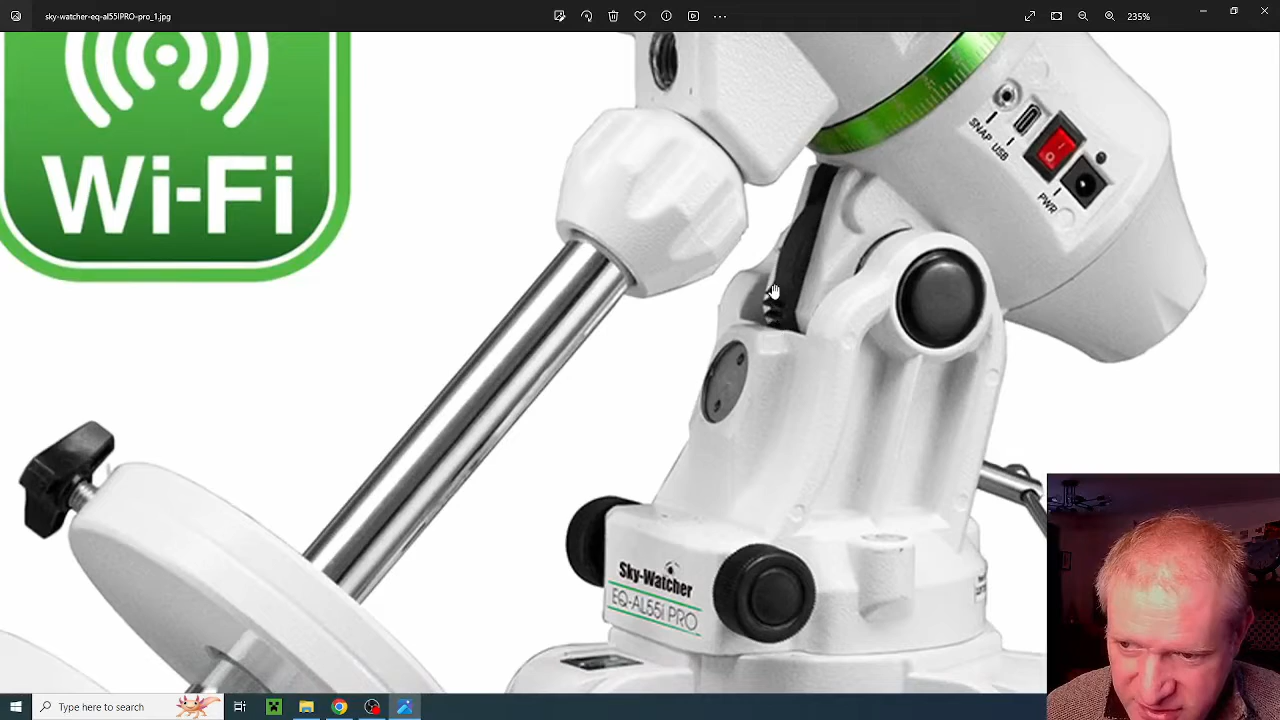 sky-watcher-eq-al55IPRO-pro_1.jpg
235%
Wi-Fi
SNAP
USB
PWR
Sky-Watcher
EQ-AL55i PRO
Type here to search